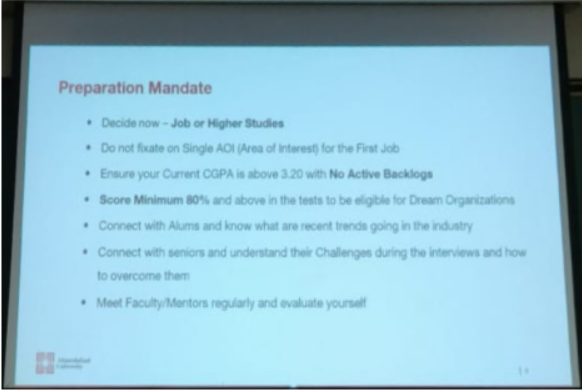 Preparation Mandate
• Decide now – Job or Higher Studies
• Do not fixate on Single AOI (Area of Interest) for the First Job
• Ensure your Current CGPA is above 3.20 with No Active Backlogs
• Score Minimum 80% and above in the tests to be eligible for Dream Organizations
• Connect with Alums and know what are recent trends going in the industry
• Connect with seniors and understand their Challenges during the interviews and how
to overcome them
• Meet Faculty/Mentors regularly and evaluate yourself
Ahmedabad
University